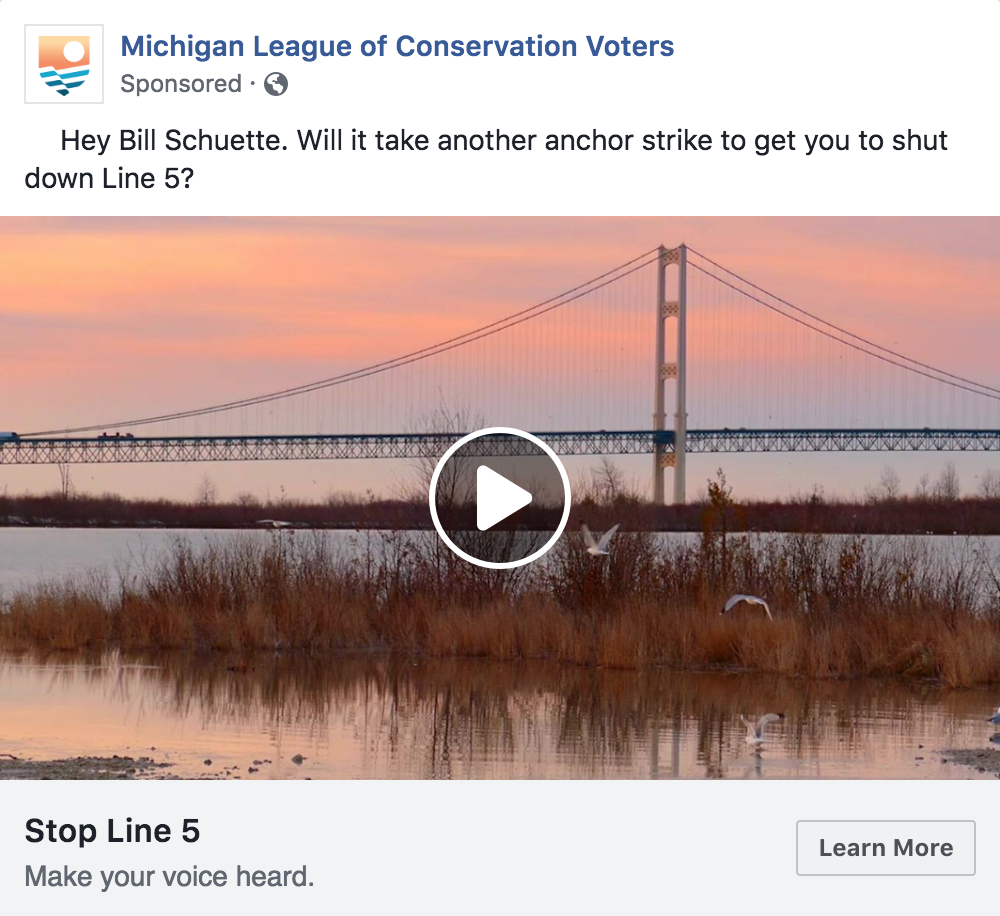 Michigan League of Conservation Voters
Sponsored ·
Hey Bill Schuette. Will it take another anchor strike to get you to shut
down Line 5?
Stop Line 5
Make your voice heard.
Learn More